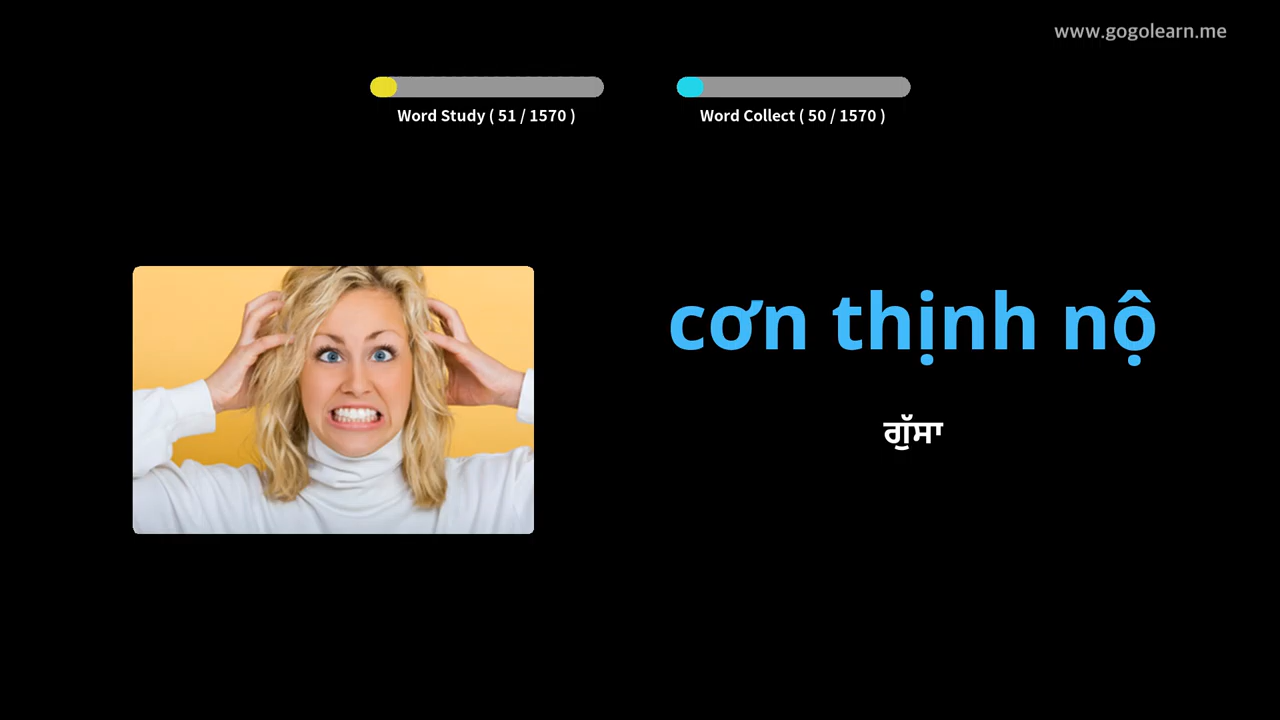 www.gogolearn.me
Word Study ( 51 / 1570 )
Word Collect ( 50 / 1570 )
cơn thịnh nộ
ਗੁੱਸਾ